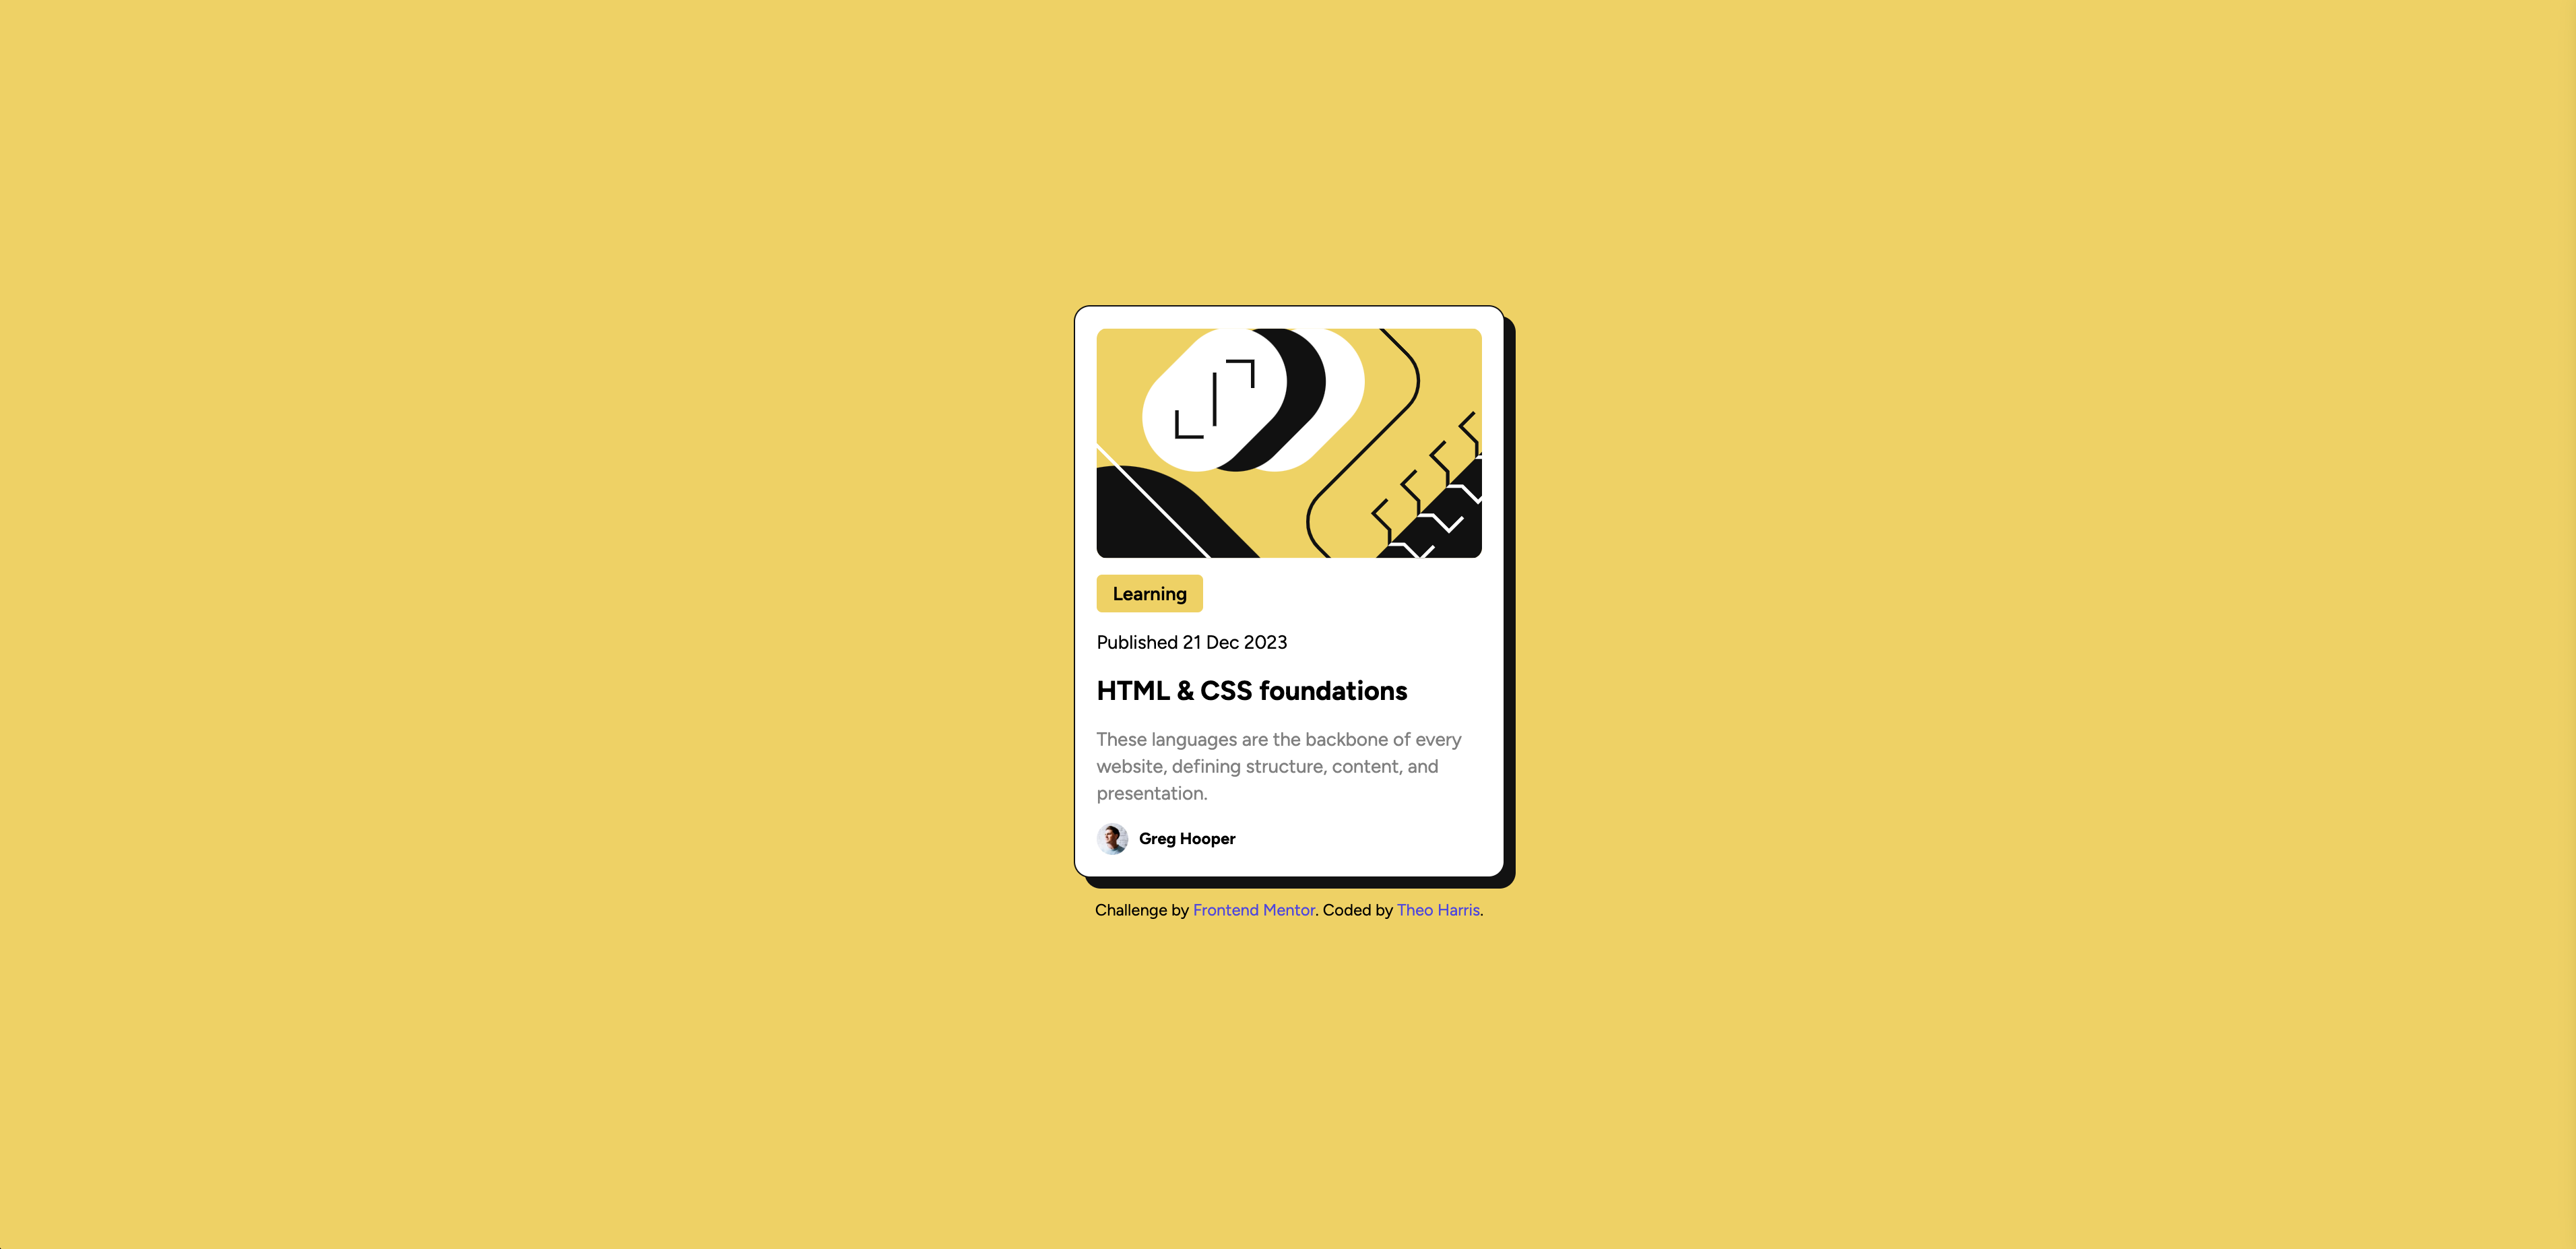 Learning
Published 21 Dec 2023
HTML & CSS foundations
These languages are the backbone of every
website, defining structure, content, and
presentation.
Greg Hooper
Challenge by Frontend Mentor. Coded by Theo Harris.